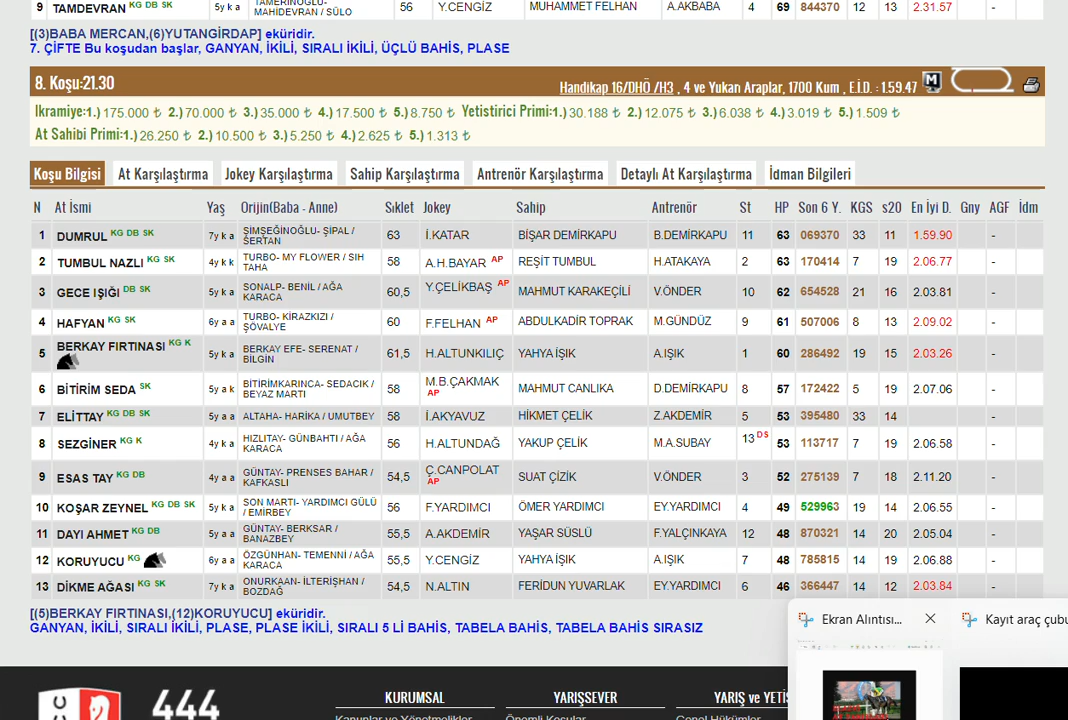 9 TAMDEVRAN KG DB SK 5y k a TAMERİNOĞLU- MAHİDEVRAN / SÜLO 56 Y.CENGİZ MUHAMMET FELHAN A.AKBABA 4 69 844370 12 13 2.31.57 -
[(3)BABA MERCAN,(6)YUTANGİRDAP] eküridir.
7. ÇİFTE Bu koşudan başlar, GANYAN, İKİLİ, SIRALI İKİLİ, ÜÇLÜ BAHİS, PLASE
8. Koşu:21.30 Handikap 16/DHÖ /H3 , 4 ve Yukarı Araplar, 1700 Kum , E.İ.D. : 1.59.47
İkramiye:1.) 175.000 ₺ 2.) 70.000 ₺ 3.) 35.000 ₺ 4.) 17.500 ₺ 5.) 8.750 ₺ Yetistirici Primi:1.) 30.188 ₺ 2.) 12.075 ₺ 3.) 6.038 ₺ 4.) 3.019 ₺ 5.) 1.509 ₺
At Sahibi Primi:1.) 26.250 ₺ 2.) 10.500 ₺ 3.) 5.250 ₺ 4.) 2.625 ₺ 5.) 1.313 ₺
Koşu Bilgisi At Karşılaştırma Jokey Karşılaştırma Sahip Karşılaştırma Antrenör Karşılaştırma Detaylı At Karşılaştırma İdman Bilgileri
N At İsmi Yaş Orijin(Baba - Anne) Sıklet Jokey Sahip Antrenör St HP Son 6 Y. KGS s20 En İyi D. Gny AGF İdm
1 DUMRUL KG DB SK 7y k a ŞİMŞEĞİNOĞLU- ŞİPAL / SERTAN 63 İ.KATAR BİŞAR DEMİRKAPU B.DEMİRKAPU 11 63 069370 33 11 1.59.90 -
2 TUMBUL NAZLI KG SK 4y k k TURBO- MY FLOWER / SIH TAHA 58 A.H.BAYAR AP REŞİT TUMBUL H.ATAKAYA 2 63 170414 7 19 2.06.77 -
3 GECE IŞIĞI DB SK 5y k a SONALP- BENİL / AĞA KARACA 60,5 Y.ÇELİKBAŞ AP MAHMUT KARAKEÇİLİ V.ÖNDER 10 62 654528 21 16 2.03.81 -
4 HAFYAN KG SK 6y a a TURBO- KİRAZKIZI / ŞÖVALYE 60 F.FELHAN AP ABDULKADİR TOPRAK M.GÜNDÜZ 9 61 507006 8 13 2.09.02 -
5 BERKAY FIRTINASI KG K 5y k a BERKAY EFE- SERENAT / BİLGİN 61,5 H.ALTUNKILIÇ YAHYA IŞIK A.IŞIK 1 60 286492 19 15 2.03.26 -
6 BİTİRİM SEDA SK 5y a k BITIRIMKARINCA- SEDACIK / BEYAZ MARTI 58 M.B.ÇAKMAK AP MAHMUT CANLIKA D.DEMİRKAPU 8 57 172422 5 19 2.07.06 -
7 ELİTTAY KG DB SK 5y a a ALTAHA- HARİKA / UMUTBEY 58 İ.AKYAVUZ HİKMET ÇELİK Z.AKDEMİR 5 53 395480 33 14 -
8 SEZGİNER KG K 4y k a HIZLITAY- GÜNBAHTI / AĞA KARACA 56 H.ALTUNDAĞ YAKUP ÇELİK M.A.SUBAY 13 DS 53 113717 7 19 2.06.58 -
9 ESAS TAY KG DB 4y a a GÜNTAY- PRENSES BAHAR / KAFKASLI 54,5 Ç.CANPOLAT AP SUAT ÇİZİK V.ÖNDER 3 52 275139 7 18 2.11.20 -
10 KOŞAR ZEYNEL KG DB SK 5y k a SON MARTI- YARDIMCI GÜLÜ / EMİRBEY 56 F.YARDIMCI ÖMER YARDIMCI EY.YARDIMCI 4 49 529963 19 14 2.06.55 -
11 DAYI AHMET KG DB 5y a a GÜNTAY- BERKSAR / BANAZBEY 55,5 A.AKDEMİR YAŞAR SÜSLÜ F.YALÇINKAYA 12 48 870321 14 20 2.05.04 -
12 KORUYUCU KG 6y a a ÖZGÜNHAN- TEMENNİ / AĞA KARACA 55,5 Y.CENGİZ YAHYA IŞIK A.IŞIK 7 48 785815 14 19 2.06.88 -
13 DİKME AĞASI KG SK 7y k a ONURKAAN- İLTERİŞHAN / BOZDAĞ 54,5 N.ALTIN FERİDUN YUVARLAK EY.YARDIMCI 6 46 366447 14 12 2.03.84 -
[(5)BERKAY FIRTINASI,(12)KORUYUCU] eküridir.
GANYAN, İKİLİ, SIRALI İKİLİ, PLASE, PLASE İKİLİ, SIRALI 5 Lİ BAHİS, TABELA BAHİS, TABELA BAHİS SIRASIZ
Ekran Alıntısı... Kayıt araç çubu
444
KURUMSAL YARIŞSEVER YARIŞ ve YETİŞ
Kanunlar ve Yönetmelikler Önemli Koşular Genel Hükümler